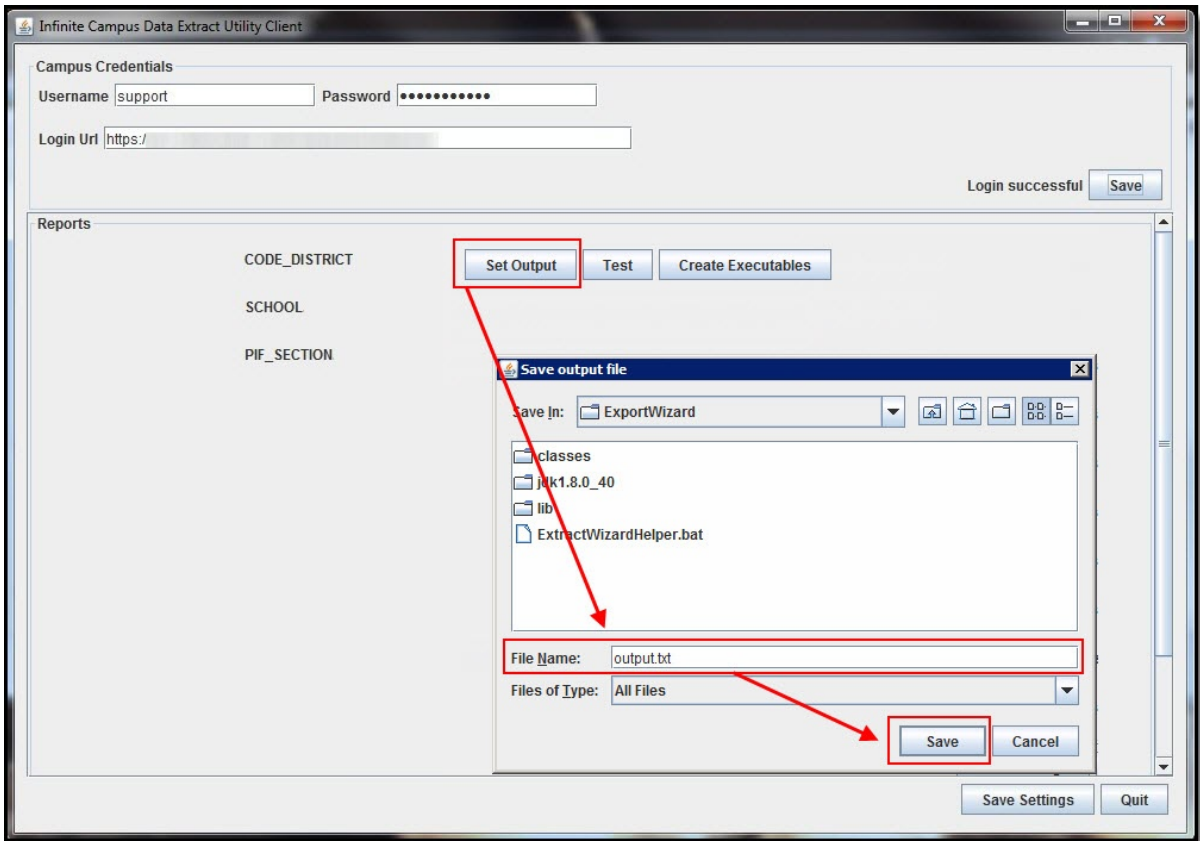 Infinite Campus Data Extract Utility Client
Campus Credentials
Username support Password •••••••••••
Login Url https:/
Login successful Save
Reports
CODE_DISTRICT Set Output Test Create Executables
SCHOOL
PIF_SECTION
Save output file
Save In: ExportWizard
classes
jdk1.8.0_40
lib
ExtractWizardHelper.bat
File Name: output.txt
Files of Type: All Files
Save Cancel
Save Settings Quit